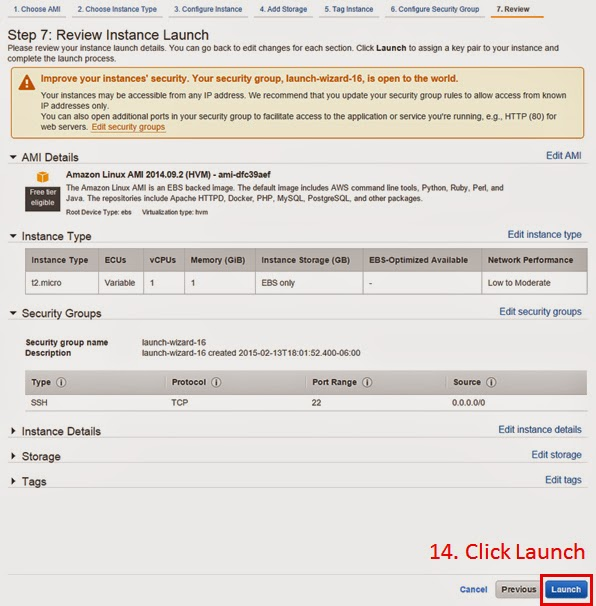 1. Choose AMI 2. Choose Instance Type 3. Configure Instance 4. Add Storage 5. Tag Instance 6. Configure Security Group 7. Review
Step 7: Review Instance Launch
Please review your instance launch details. You can go back to edit changes for each section. Click Launch to assign a key pair to your instance and
complete the launch process.
Improve your instances' security. Your security group, launch-wizard-16, is open to the world.
Your instances may be accessible from any IP address. We recommend that you update your security group rules to allow access from known
IP addresses only.
You can also open additional ports in your security group to facilitate access to the application or service you're running, e.g., HTTP (80) for
web servers. Edit security groups
AMI Details Edit AMI
Amazon Linux AMI 2014.09.2 (HVM) - ami-dfc39aef
Free tier
eligible
The Amazon Linux AMI is an EBS backed image. The default image includes AWS command line tools, Python, Ruby, Perl, and
Java. The repositories include Apache HTTPD, Docker, PHP, MySQL, PostgreSQL, and other packages.
Root Device Type: ebs Virtualization type: hvm
Instance Type Edit instance type
Instance Type ECUs vCPUs Memory (GiB) Instance Storage (GB) EBS-Optimized Available Network Performance
t2.micro Variable 1 1 EBS only - Low to Moderate
Security Groups Edit security groups
Security group name launch-wizard-16
Description launch-wizard-16 created 2015-02-13T18:01:52.400-06:00
Type Protocol Port Range Source
SSH TCP 22 0.0.0.0/0
Instance Details Edit instance details
Storage Edit storage
Tags Edit tags
14. Click Launch
Cancel Previous Launch